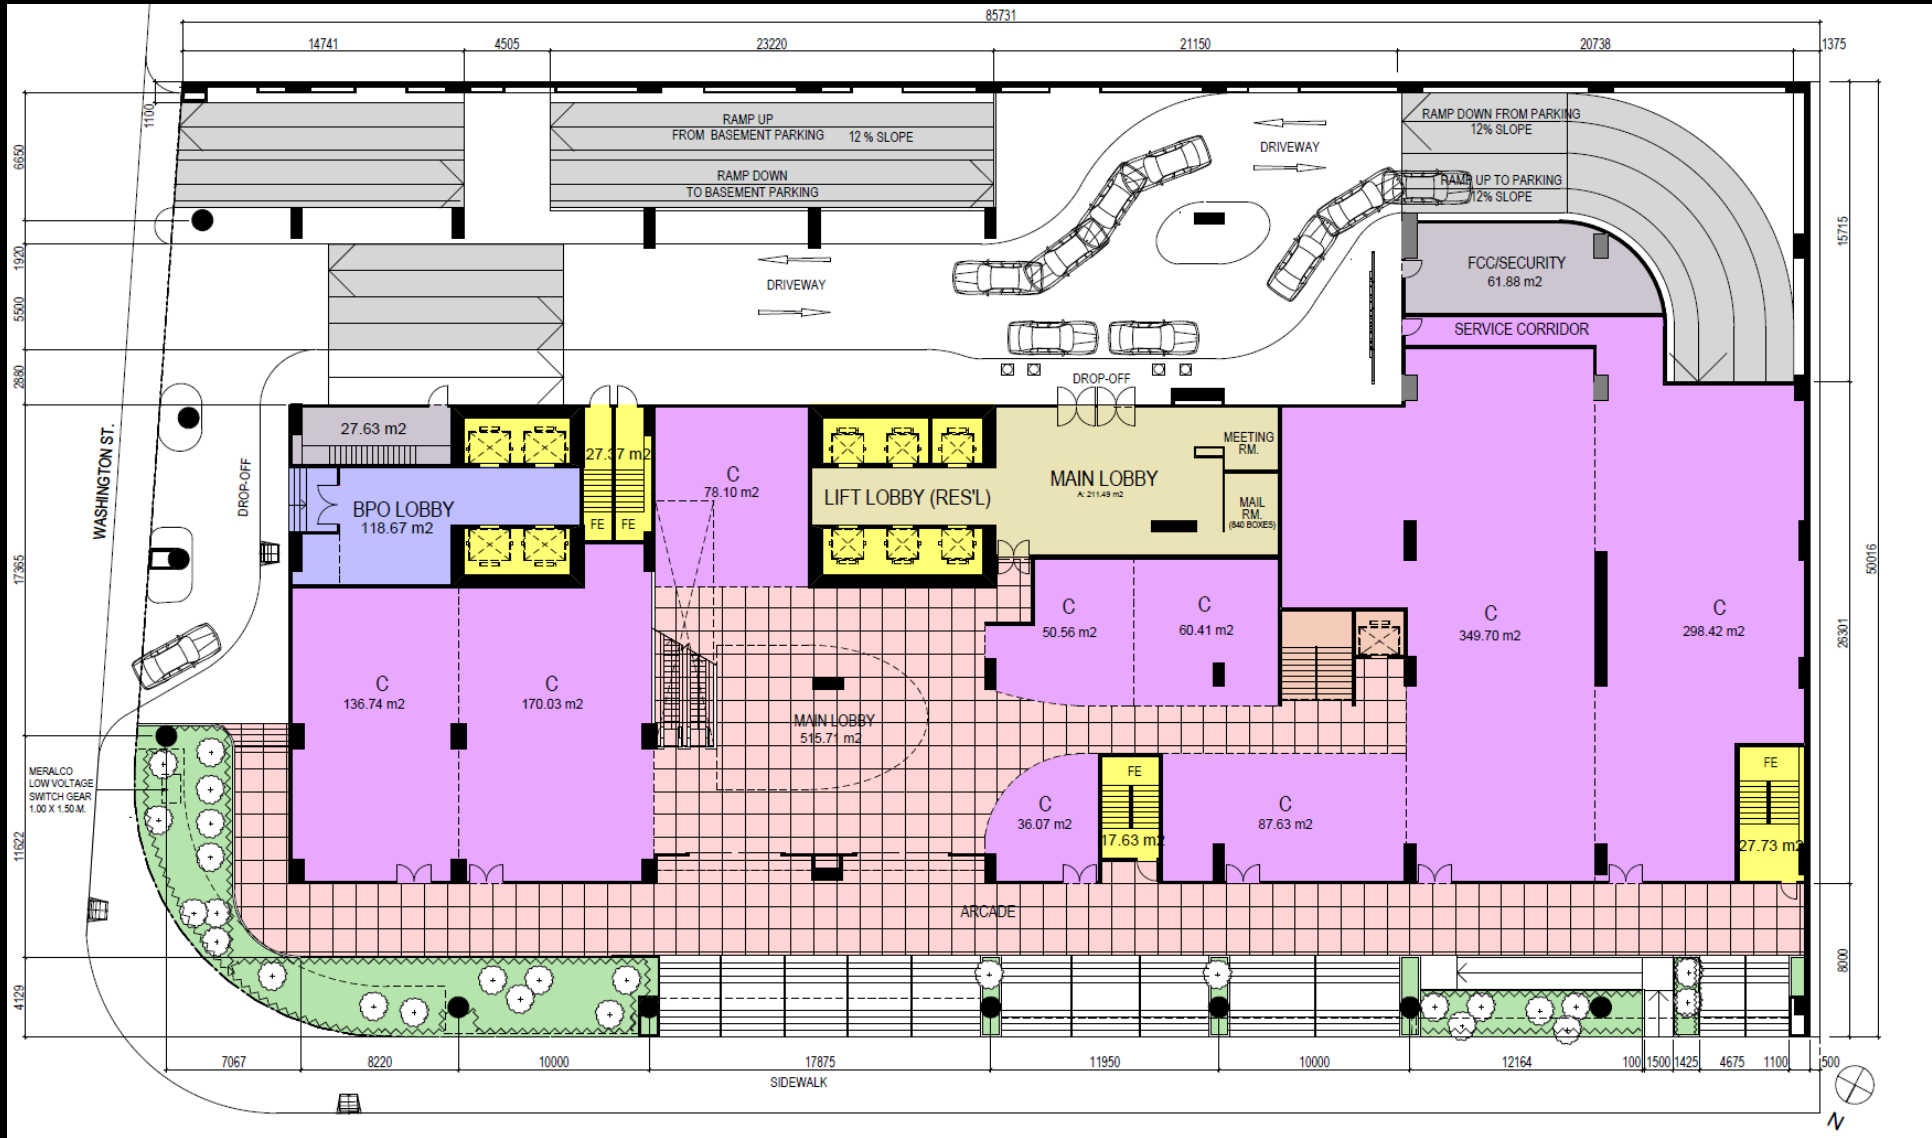 85731
14741
4505
23220
21150
20738
1375
1100
6650
1920
5500
2880
17365
11622
4129
RAMP UP
FROM BASEMENT PARKING
12 % SLOPE
RAMP DOWN
TO BASEMENT PARKING
DRIVEWAY
RAMP DOWN FROM PARKING
12% SLOPE
RAMP UP TO PARKING
12% SLOPE
DRIVEWAY
FCC/SECURITY
61.88 m2
SERVICE CORRIDOR
15715
50016
26301
8000
DROP-OFF
WASHINGTON ST.
DROP-OFF
27.63 m2
27.37 m2
FE
FE
BPO LOBBY
118.67 m2
C
78.10 m2
LIFT LOBBY (RES'L)
MAIN LOBBY
A: 211.49 m2
MEETING
RM.
MAIL
RM.
(840 BOXES)
C
50.56 m2
C
60.41 m2
C
349.70 m2
C
298.42 m2
C
136.74 m2
C
170.03 m2
MAIN LOBBY
515.71 m2
MERALCO
LOW VOLTAGE
SWITCH GEAR
1.00 X 1.50-M.
C
36.07 m2
FE
17.63 m2
C
87.63 m2
FE
27.73 m2
ARCADE
7067
8220
10000
17875
11950
10000
12164
100
1500
1425
4675
1100
500
SIDEWALK
N